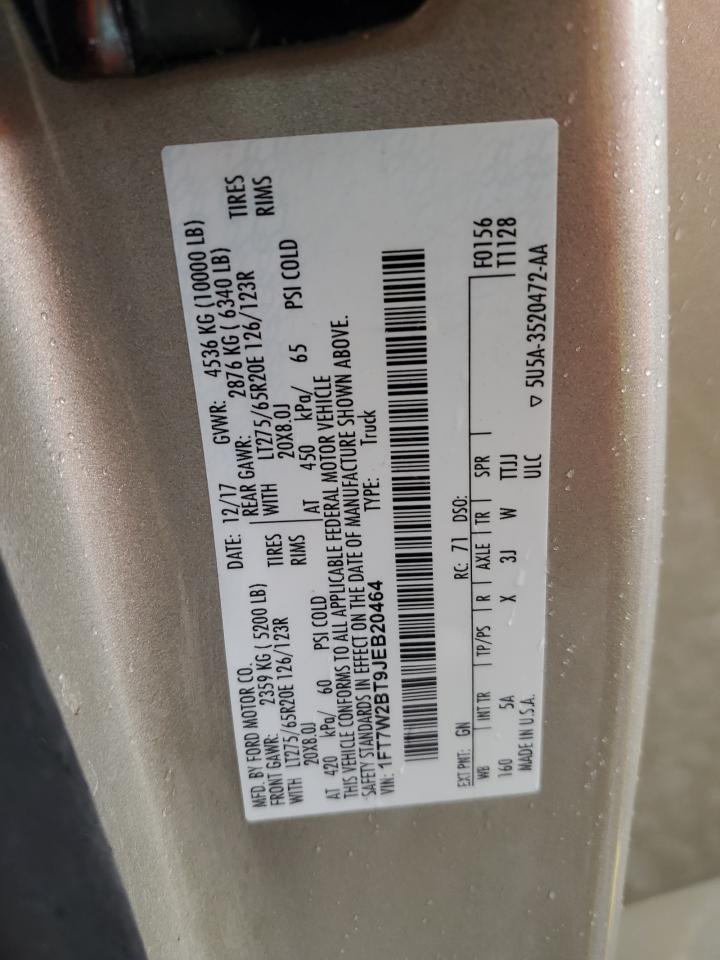 MFD. BY FORD MOTOR CO. DATE: 12/17 GVWR: 4536 KG (10000 LB)
FRONT GAWR: 2359 KG ( 5200 LB) REAR GAWR: 2876 KG ( 6340 LB)
WITH LT275/65R20E 126/123R TIRES WITH LT275/65R20E 126/123R TIRES
20X8.0J RIMS 20X8.0J RIMS
AT 420 kPa/ 60 PSI COLD AT 450 kPa/ 65 PSI COLD
THIS VEHICLE CONFORMS TO ALL APPLICABLE FEDERAL MOTOR VEHICLE
SAFETY STANDARDS IN EFFECT ON THE DATE OF MANUFACTURE SHOWN ABOVE.
VIN: 1FT7W2BT9JEB20464 TYPE: Truck
F0156
EXT PNT: GN RC: 71 DSO: T1128
WB INT TR TP/PS R AXLE TR SPR
160 5A X 3J W TTJJ
MADE IN U.S.A. ULC ▽ 5U5A-3520472-AA